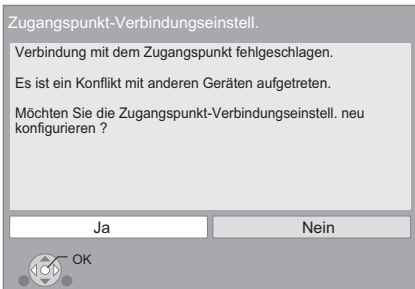 Zugangspunkt-Verbindungseinstell.
Verbindung mit dem Zugangspunkt fehlgeschlagen.
Es ist ein Konflikt mit anderen Geräten aufgetreten.
Möchten Sie die Zugangspunkt-Verbindungseinstell. neu
konfigurieren ?
Ja
Nein
OK